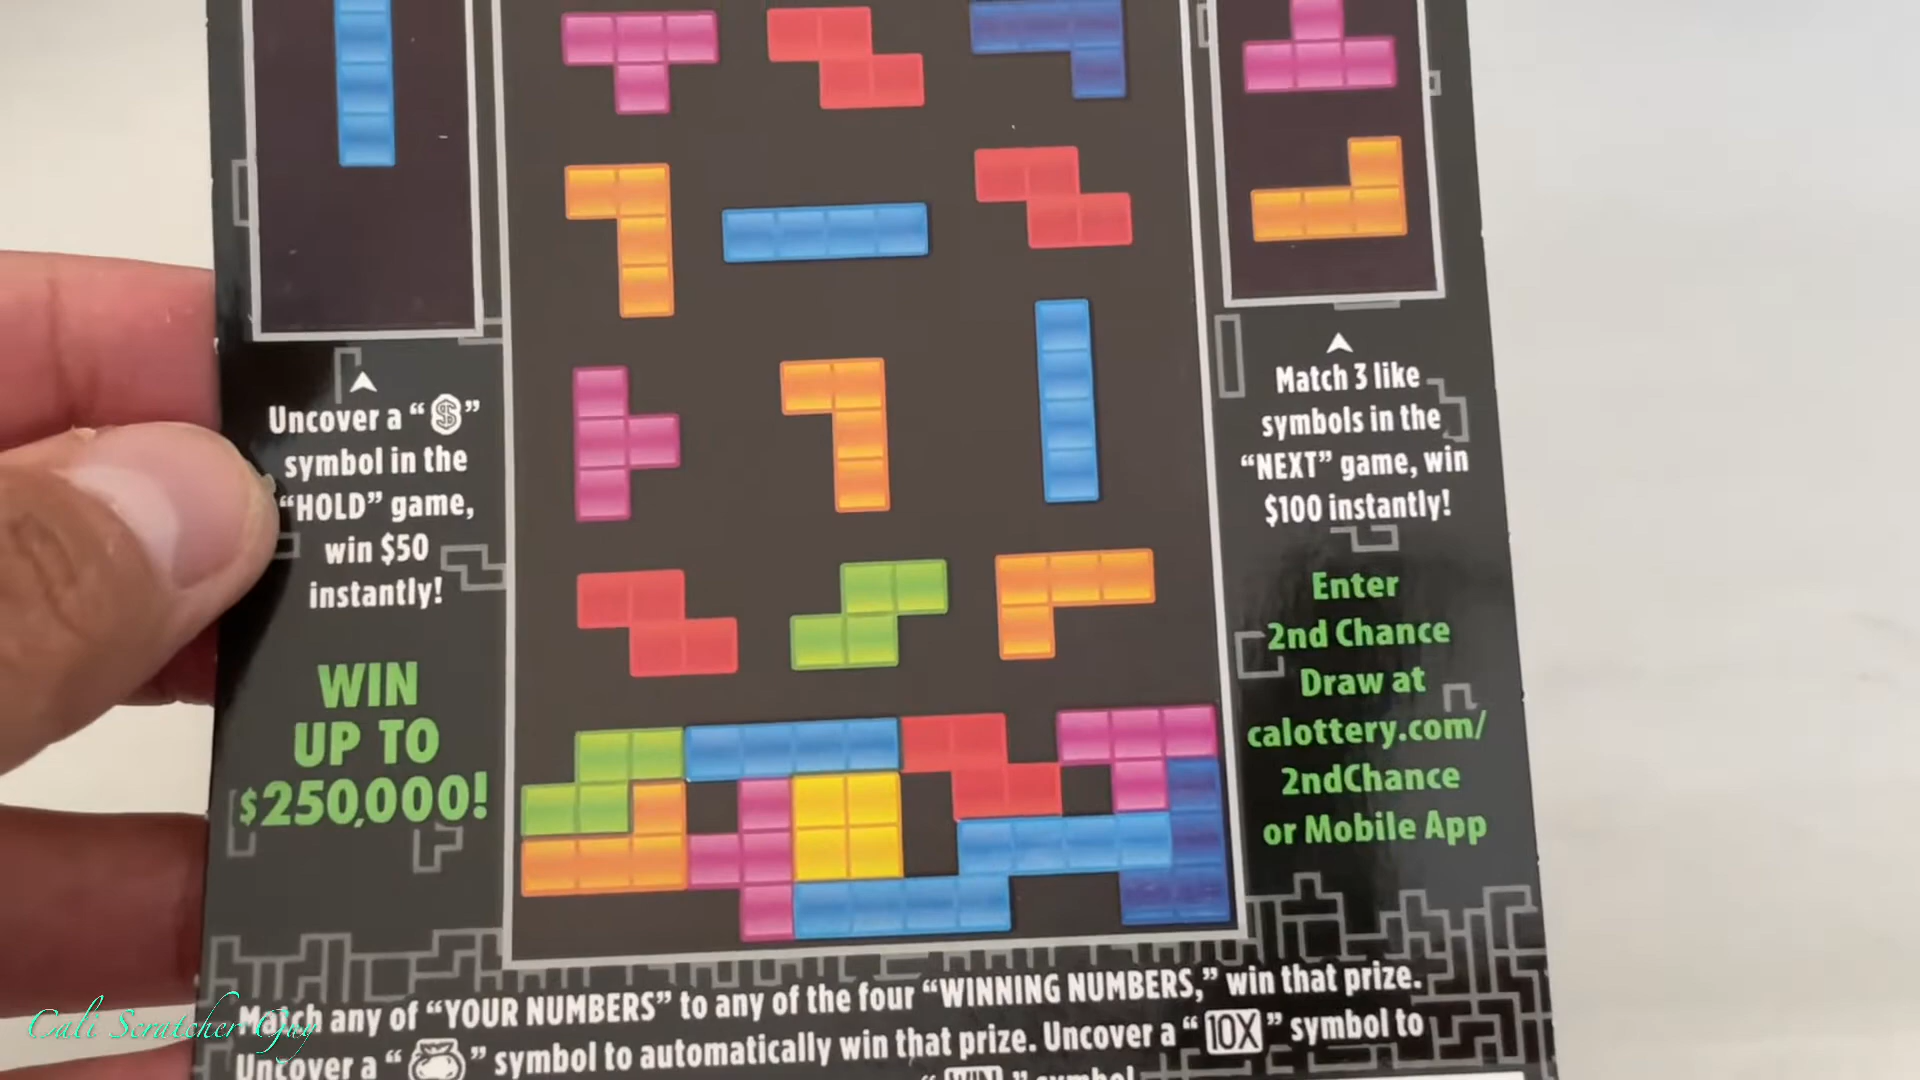 Uncover a “$”
symbol in the
“HOLD” game,
win $50
instantly!
WIN
UP TO
$250,000!
Match 3 like
symbols in the
“NEXT” game, win
$100 instantly!
Enter
2nd Chance
Draw at
calottery.com/
2ndChance
or Mobile App
Match any of “YOUR NUMBERS” to any of the four “WINNING NUMBERS,” win that prize.
Uncover a “ ” symbol to automatically win that prize. Uncover a “10X” symbol to
“WIN” symbol
Cali Scratcher Guy